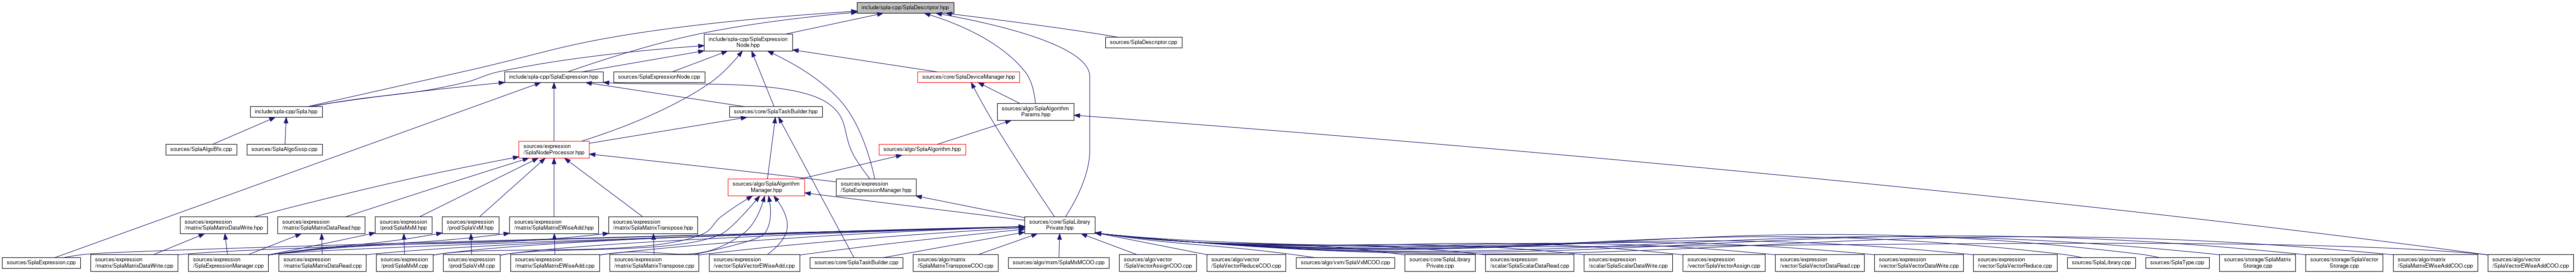 include/spla-cpp/SplaDescriptor.hpp
include/spla-cpp/SplaExpression
Node.hpp
sources/SplaDescriptor.cpp
include/spla-cpp/SplaExpression.hpp
sources/SplaExpressionNode.cpp
sources/core/SplaDeviceManager.hpp
include/spla-cpp/Spla.hpp
sources/core/SplaTaskBuilder.hpp
sources/algo/SplaAlgorithm
Params.hpp
sources/SplaAlgoBfs.cpp
sources/SplaAlgoSssp.cpp
sources/expression
/SplaNodeProcessor.hpp
sources/algo/SplaAlgorithm.hpp
sources/algo/SplaAlgorithm
Manager.hpp
sources/expression
/SplaExpressionManager.hpp
sources/expression
/matrix/SplaMatrixDataWrite.hpp
sources/expression
/matrix/SplaMatrixDataRead.hpp
sources/expression
/prod/SplaMxM.hpp
sources/expression
/prod/SplaVxM.hpp
sources/expression
/matrix/SplaMatrixEWiseAdd.hpp
sources/expression
/matrix/SplaMatrixTranspose.hpp
sources/core/SplaLibrary
Private.hpp
sources/SplaExpression.cpp
sources/expression
/matrix/SplaMatrixDataWrite.cpp
sources/expression
/SplaExpressionManager.cpp
sources/expression
/matrix/SplaMatrixDataRead.cpp
sources/expression
/prod/SplaMxM.cpp
sources/expression
/prod/SplaVxM.cpp
sources/expression
/matrix/SplaMatrixEWiseAdd.cpp
sources/expression
/matrix/SplaMatrixTranspose.cpp
sources/expression
/vector/SplaVectorEWiseAdd.cpp
sources/core/SplaTaskBuilder.cpp
sources/algo/matrix
/SplaMatrixTransposeCOO.cpp
sources/algo/mxm/SplaMxMCOO.cpp
sources/algo/vector
/SplaVectorAssignCOO.cpp
sources/algo/vector
/SplaVectorReduceCOO.cpp
sources/algo/vxm/SplaVxMCOO.cpp
sources/core/SplaLibrary
Private.cpp
sources/expression
/scalar/SplaScalarDataRead.cpp
sources/expression
/scalar/SplaScalarDataWrite.cpp
sources/expression
/vector/SplaVectorAssign.cpp
sources/expression
/vector/SplaVectorDataRead.cpp
sources/expression
/vector/SplaVectorDataWrite.cpp
sources/expression
/vector/SplaVectorReduce.cpp
sources/SplaLibrary.cpp
sources/SplaType.cpp
sources/storage/SplaMatrix
Storage.cpp
sources/storage/SplaVector
Storage.cpp
sources/algo/matrix
/SplaMatrixEWiseAddCOO.cpp
sources/algo/vector
/SplaVectorEWiseAddCOO.cpp